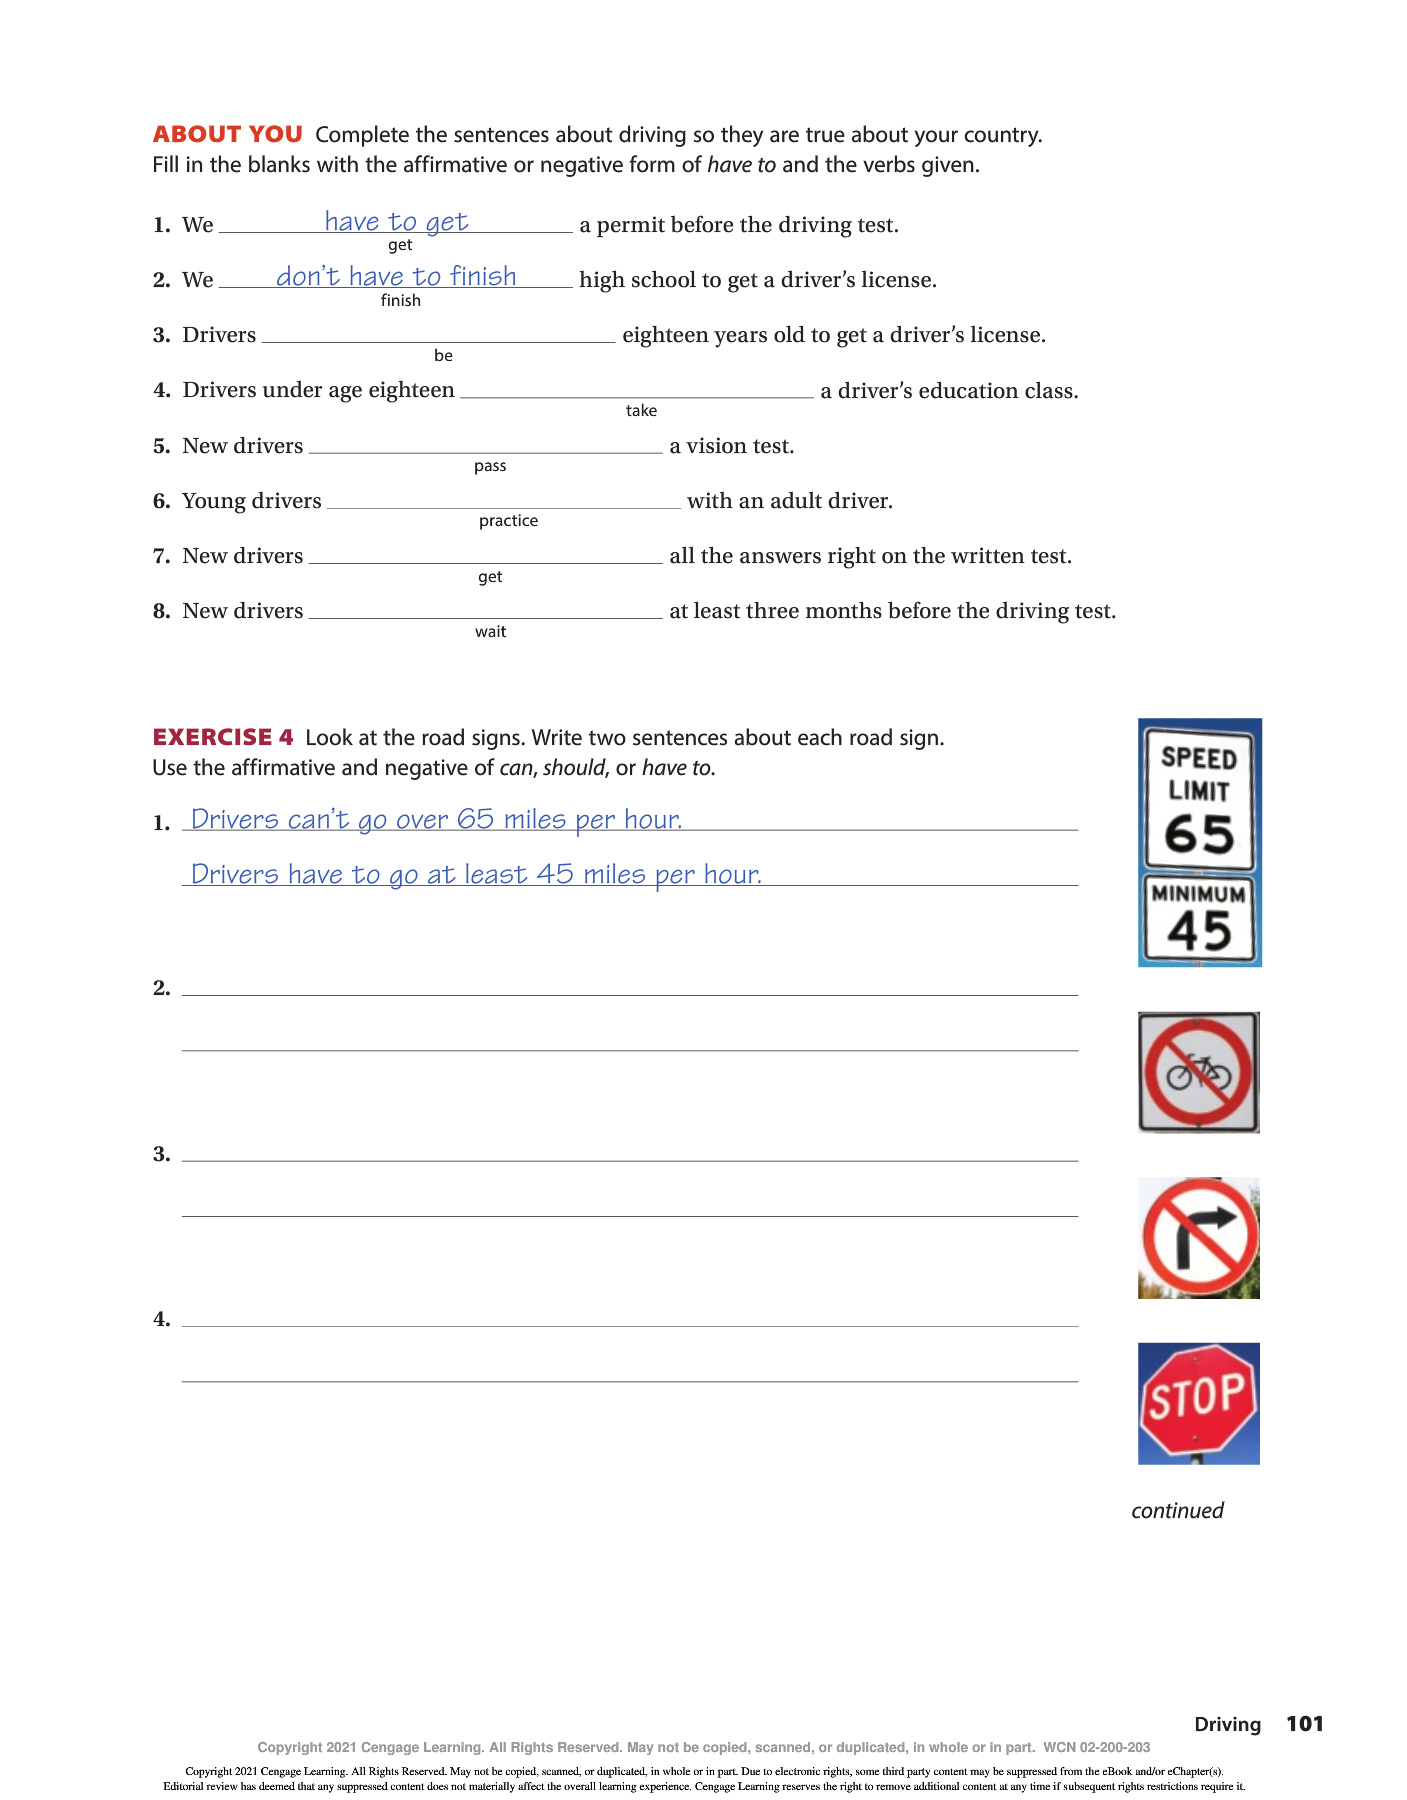 ABOUT YOU Complete the sentences about driving so they are true about your country.
Fill in the blanks with the affirmative or negative form of have to and the verbs given.
1. We have to get a permit before the driving test.
get
2. We don't have to finish high school to get a driver's license.
finish
3. Drivers eighteen years old to get a driver's license.
be
4. Drivers under age eighteen a driver's education class.
take
5. New drivers a vision test.
pass
6. Young drivers with an adult driver.
practice
7. New drivers all the answers right on the written test.
get
8. New drivers at least three months before the driving test.
wait
EXERCISE 4 Look at the road signs. Write two sentences about each road sign.
Use the affirmative and negative of can, should, or have to.
1. Drivers can't go over 65 miles per hour.
Drivers have to go at least 45 miles per hour.
SPEED
LIMIT
65
MINIMUM
45
2.
3.
4.
STOP
continued
Driving 101
Copyright 2021 Cengage Learning. All Rights Reserved. May not be copied, scanned, or duplicated, in whole or in part. WCN 02-200-203
Copyright 2021 Cengage Learning. All Rights Reserved. May not be copied, scanned, or duplicated, in whole or in part. Due to electronic rights, some third party content may be suppressed from the eBook and/or eChapter(s).
Editorial review has deemed that any suppressed content does not materially affect the overall learning experience. Cengage Learning reserves the right to remove additional content at any time if subsequent rights restrictions require it.